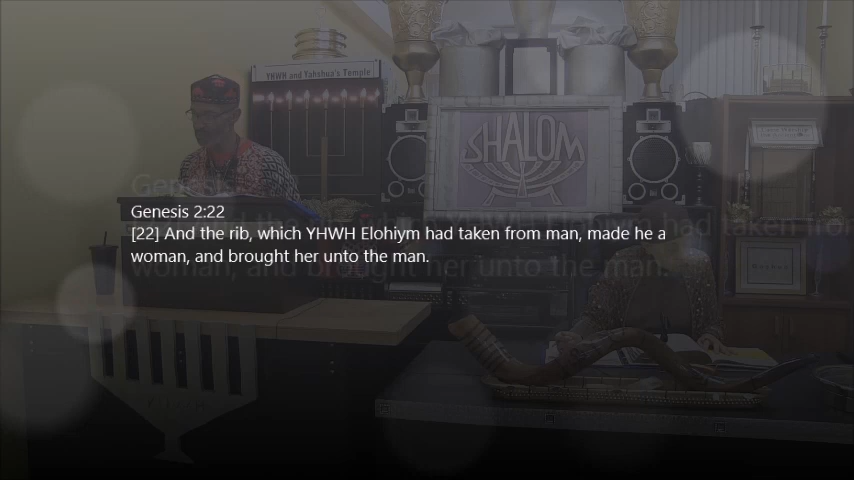 YHWH and Yahshua's Temple
SHALOM
Genesis 2:22
[22] And the rib, which YHWH Elohiym had taken from man, made he a
woman, and brought her unto the man.